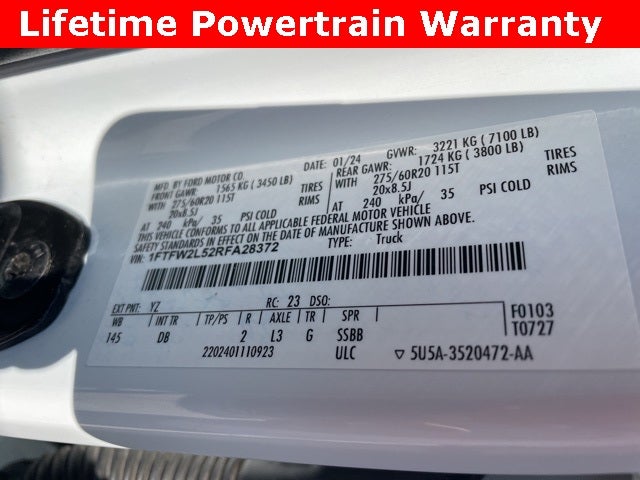 Lifetime Powertrain Warranty
MFD. BY FORD MOTOR CO.
DATE: 01/24 GVWR: 3221 KG ( 7100 LB)
FRONT GAWR: 1565 KG ( 3450 LB) REAR GAWR: 1724 KG ( 3800 LB)
WITH 275/60R20 115T TIRES WITH 275/60R20 115T TIRES
20x8.5J RIMS 20x8.5J RIMS
AT 240 kPa/ 35 PSI COLD AT 240 kPa/ 35 PSI COLD
THIS VEHICLE CONFORMS TO ALL APPLICABLE FEDERAL MOTOR VEHICLE
SAFETY STANDARDS IN EFFECT ON THE DATE OF MANUFACTURE SHOWN ABOVE.
VIN: 1FTFW2L52RFA28372 TYPE: Truck
EXT PNT: YZ RC: 23 DSO: F0103
WB INT TR TP/PS R AXLE TR SPR T0727
145 DB 2 L3 G SSBB
2202401110923 ULC ▽ 5U5A-3520472-AA